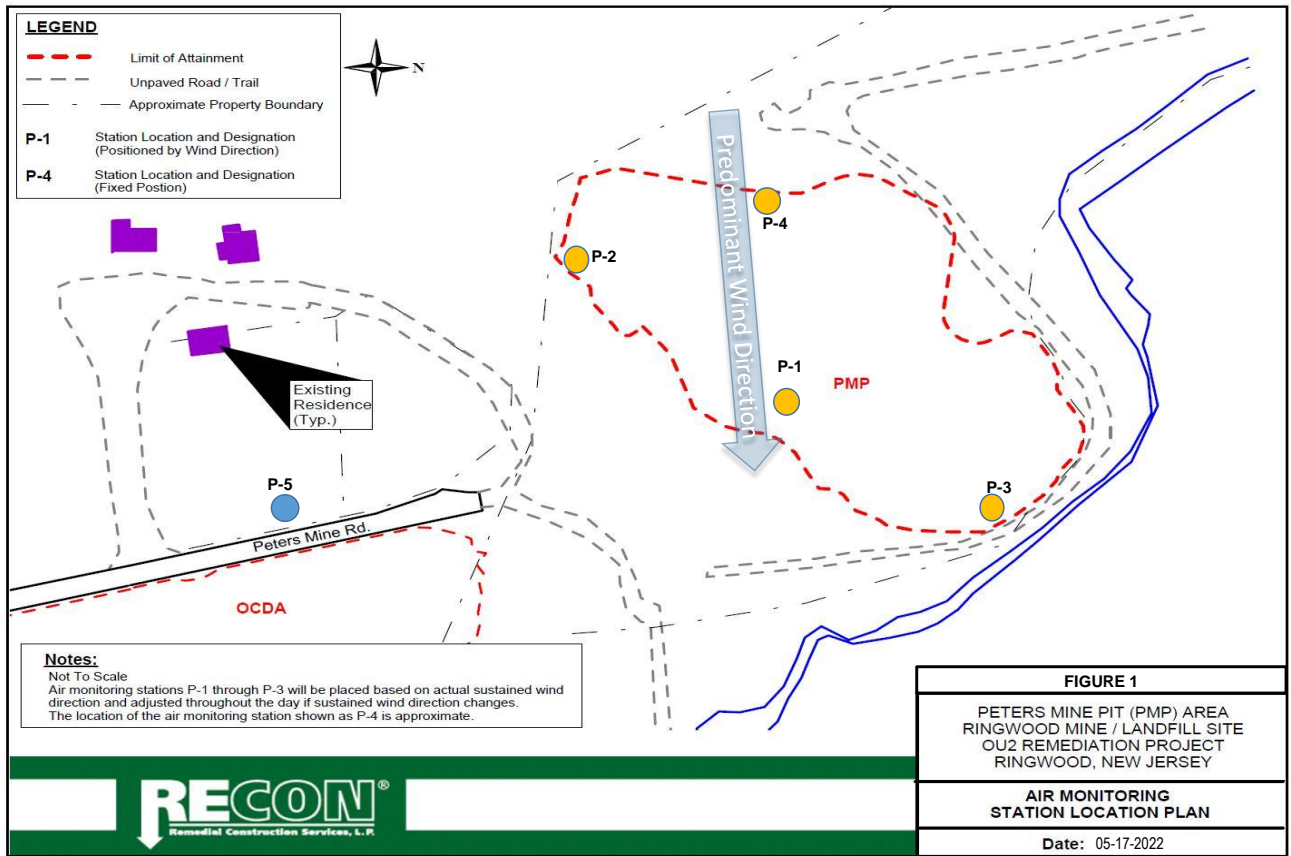 LEGEND
Limit of Attainment
Unpaved Road / Trail
Approximate Property Boundary
P-1 Station Location and Designation
(Positioned by Wind Direction)
P-4 Station Location and Designation
(Fixed Postion)
N
Predominant Wind Direction
P-4
P-2
P-1
PMP
Existing
Residence
(Typ.)
P-5
P-3
Peters Mine Rd.
OCDA
Notes:
Not To Scale
Air monitoring stations P-1 through P-3 will be placed based on actual sustained wind
direction and adjusted throughout the day if sustained wind direction changes.
The location of the air monitoring station shown as P-4 is approximate.
RECON®
Remedial Construction Services, L.P.
FIGURE 1
PETERS MINE PIT (PMP) AREA
RINGWOOD MINE / LANDFILL SITE
OU2 REMEDIATION PROJECT
RINGWOOD, NEW JERSEY
AIR MONITORING
STATION LOCATION PLAN
Date: 05-17-2022